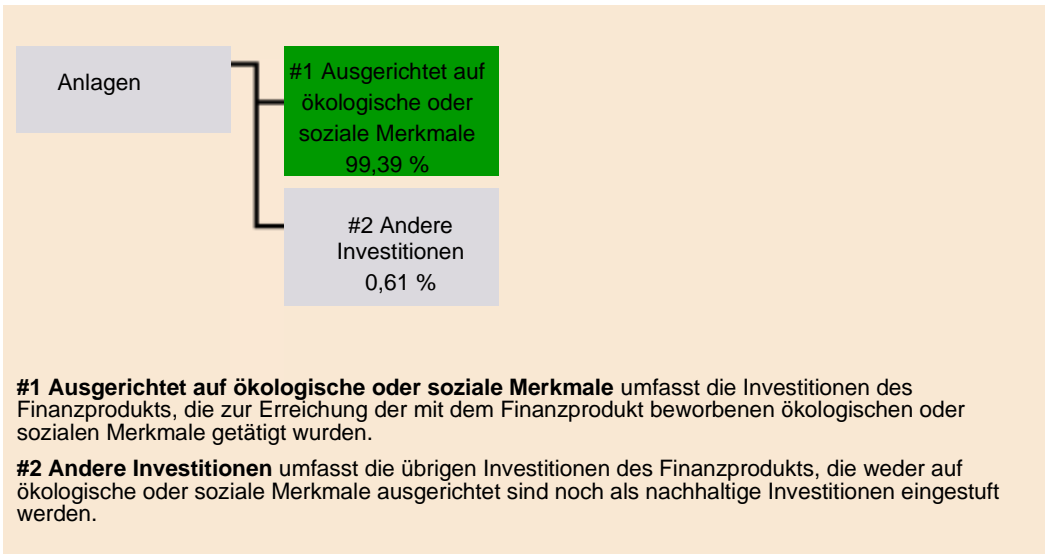 Anlagen
#1 Ausgerichtet auf
ökologische oder
soziale Merkmale
99,39 %
#2 Andere
Investitionen
0,61 %
#1 Ausgerichtet auf ökologische oder soziale Merkmale umfasst die Investitionen des
Finanzprodukts, die zur Erreichung der mit dem Finanzprodukt beworbenen ökologischen oder
sozialen Merkmale getätigt wurden.
#2 Andere Investitionen umfasst die übrigen Investitionen des Finanzprodukts, die weder auf
ökologische oder soziale Merkmale ausgerichtet sind noch als nachhaltige Investitionen eingestuft
werden.